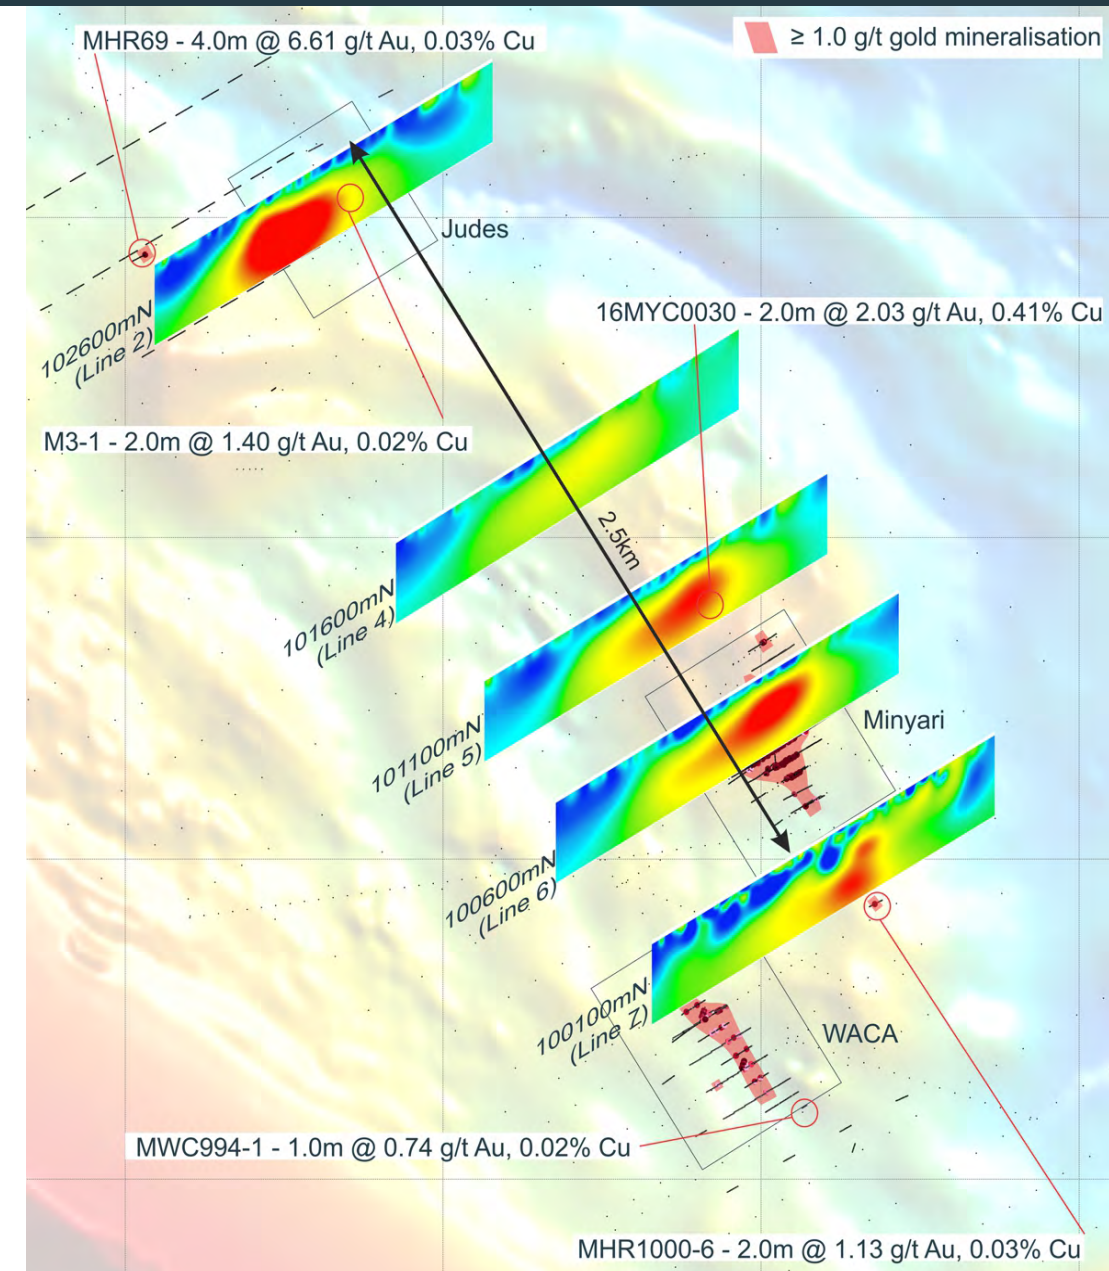 MHR69 - 4.0m @ 6.61 g/t Au, 0.03% Cu
≥ 1.0 g/t gold mineralisation
Judes
102600mN
(Line 2)
16MYC0030 - 2.0m @ 2.03 g/t Au, 0.41% Cu
M3-1 - 2.0m @ 1.40 g/t Au, 0.02% Cu
2.5km
101600mN
(Line 4)
101100mN
(Line 5)
Minyari
100600mN
(Line 6)
100100mN
(Line Z)
WACA
MWC994-1 - 1.0m @ 0.74 g/t Au, 0.02% Cu
MHR1000-6 - 2.0m @ 1.13 g/t Au, 0.03% Cu